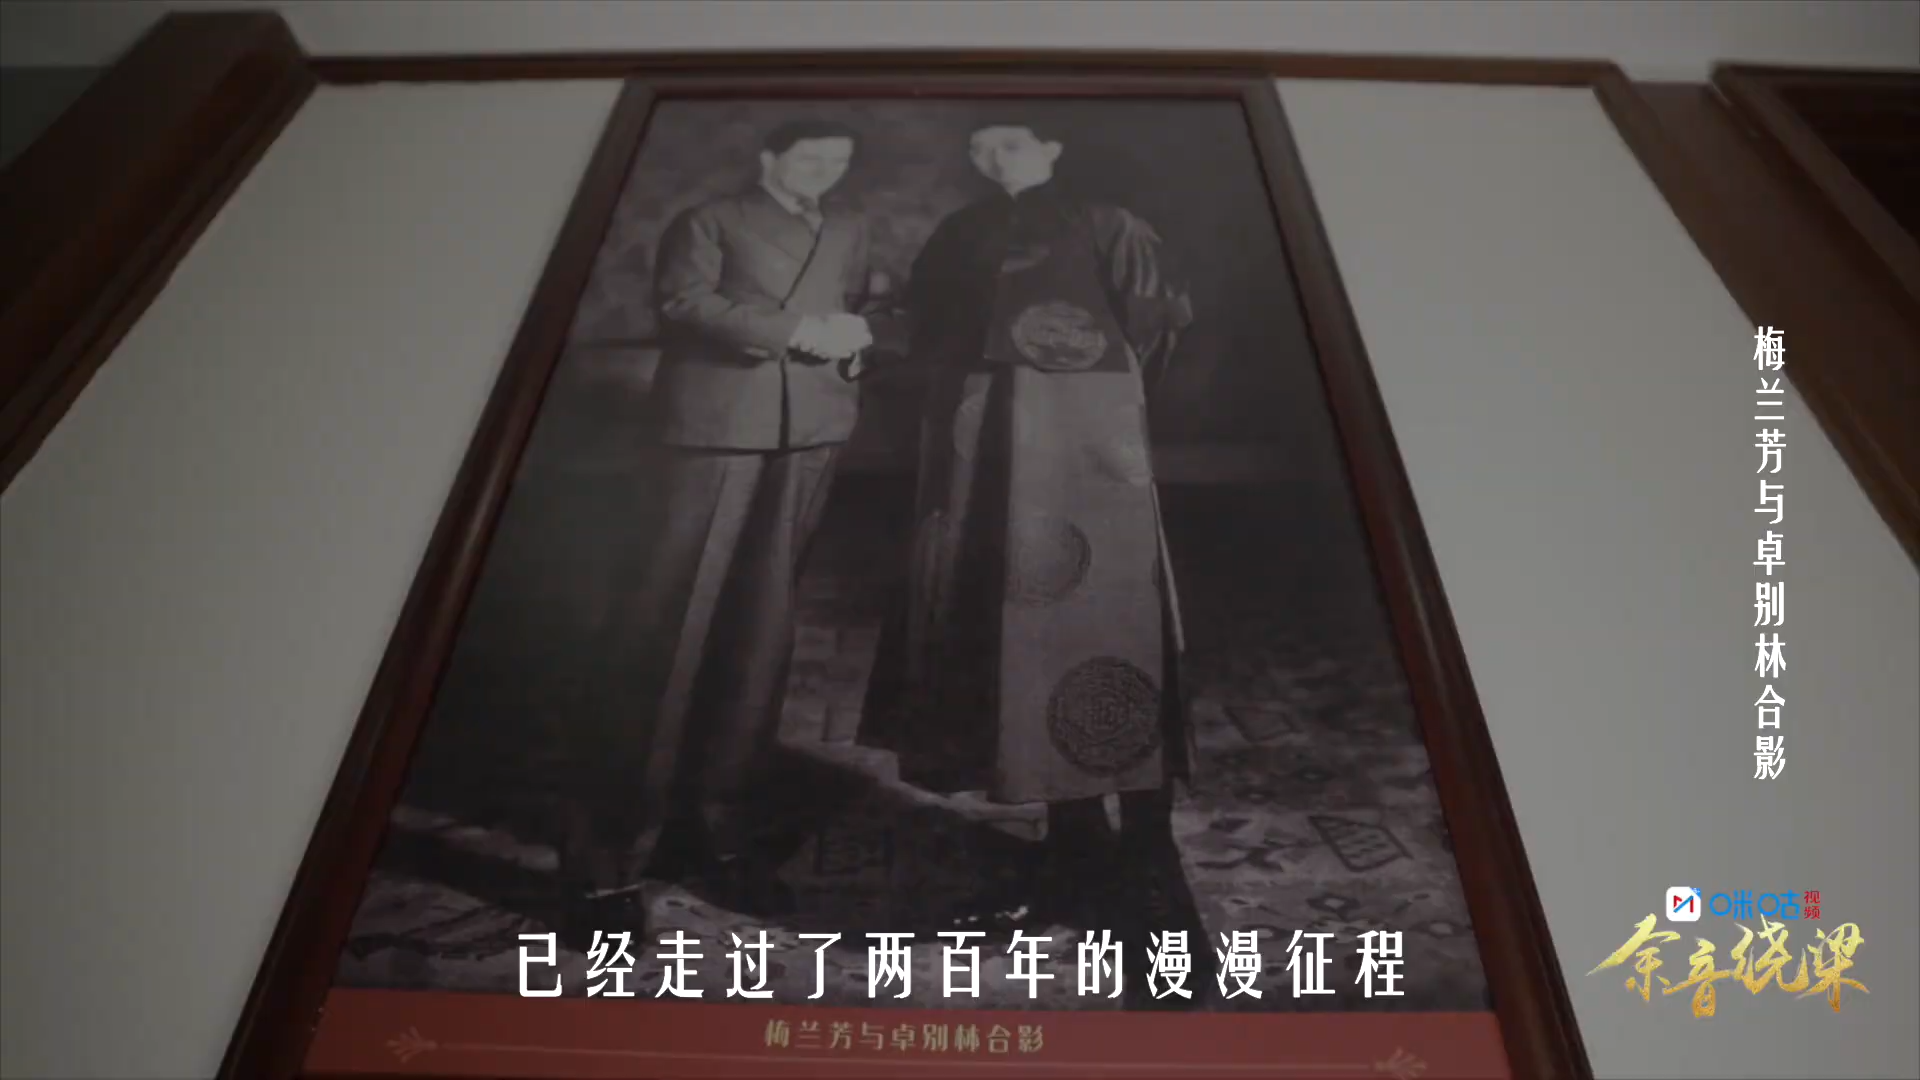 梅兰芳与卓别林合影
咪咕视频
余音绕梁
已经走过了两百年的漫漫征程
梅兰芳与卓别林合影